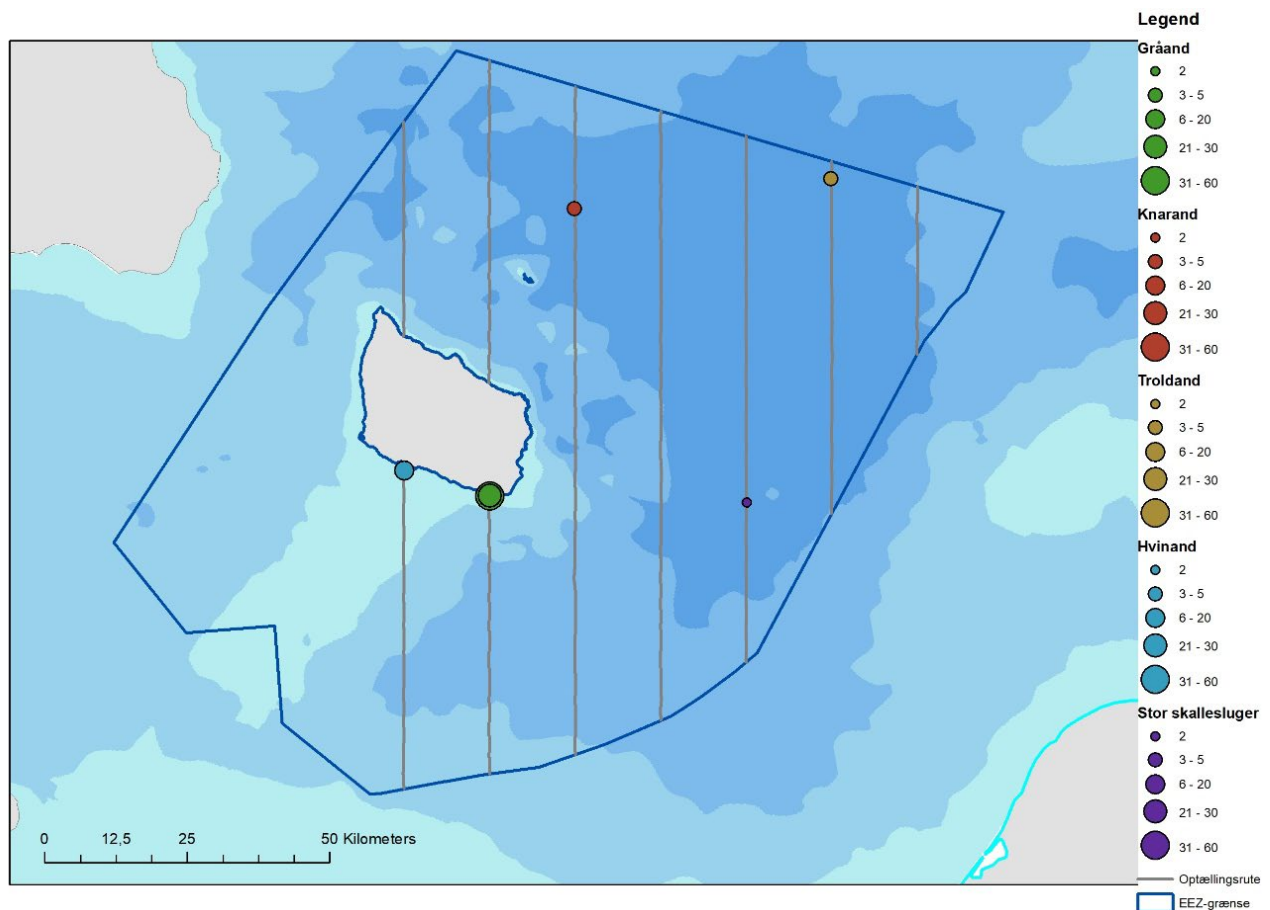 Legend
Gråand
2
3 - 5
6 - 20
21 - 30
31 - 60
Knarand
2
3 - 5
6 - 20
21 - 30
31 - 60
Troldand
2
3 - 5
6 - 20
21 - 30
31 - 60
Hvinand
2
3 - 5
6 - 20
21 - 30
31 - 60
Stor skallesluger
2
3 - 5
6 - 20
21 - 30
31 - 60
Optællingsrute
EEZ-grænse
0 12,5 25 50 Kilometers